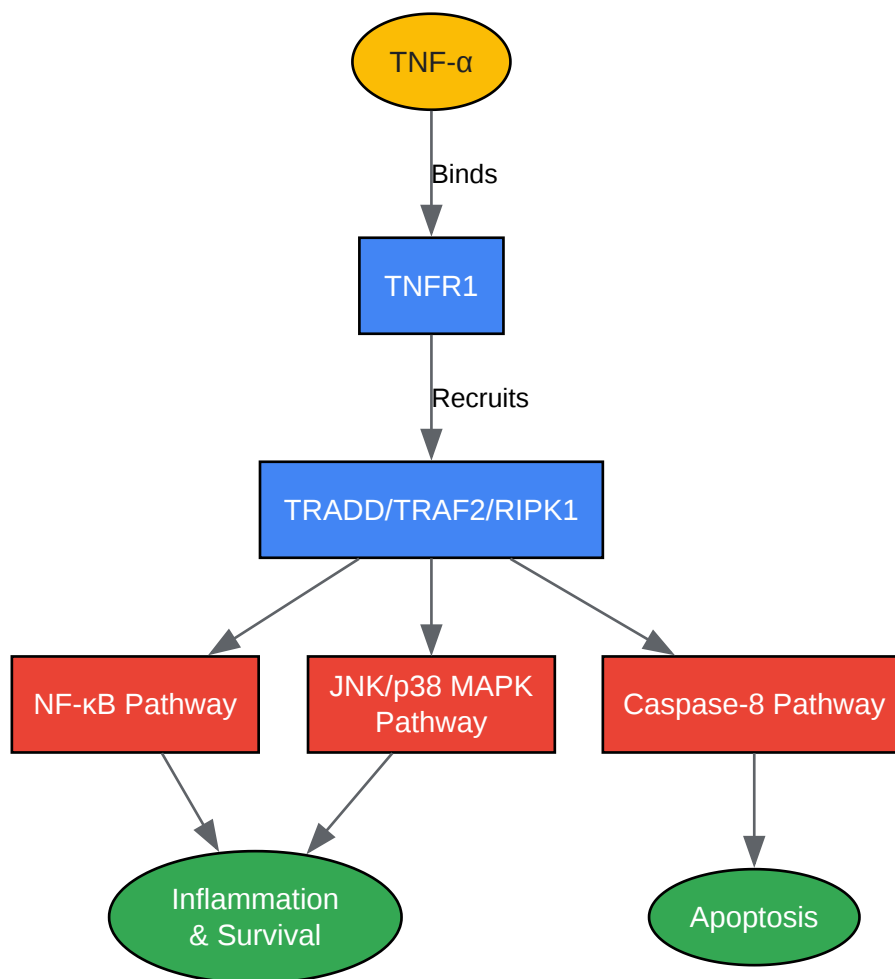 TNF-α
Binds
TNFR1
Recruits
TRADD/TRAF2/RIPK1
NF-κB Pathway
JNK/p38 MAPK
Pathway
Caspase-8 Pathway
Inflammation
& Survival
Apoptosis